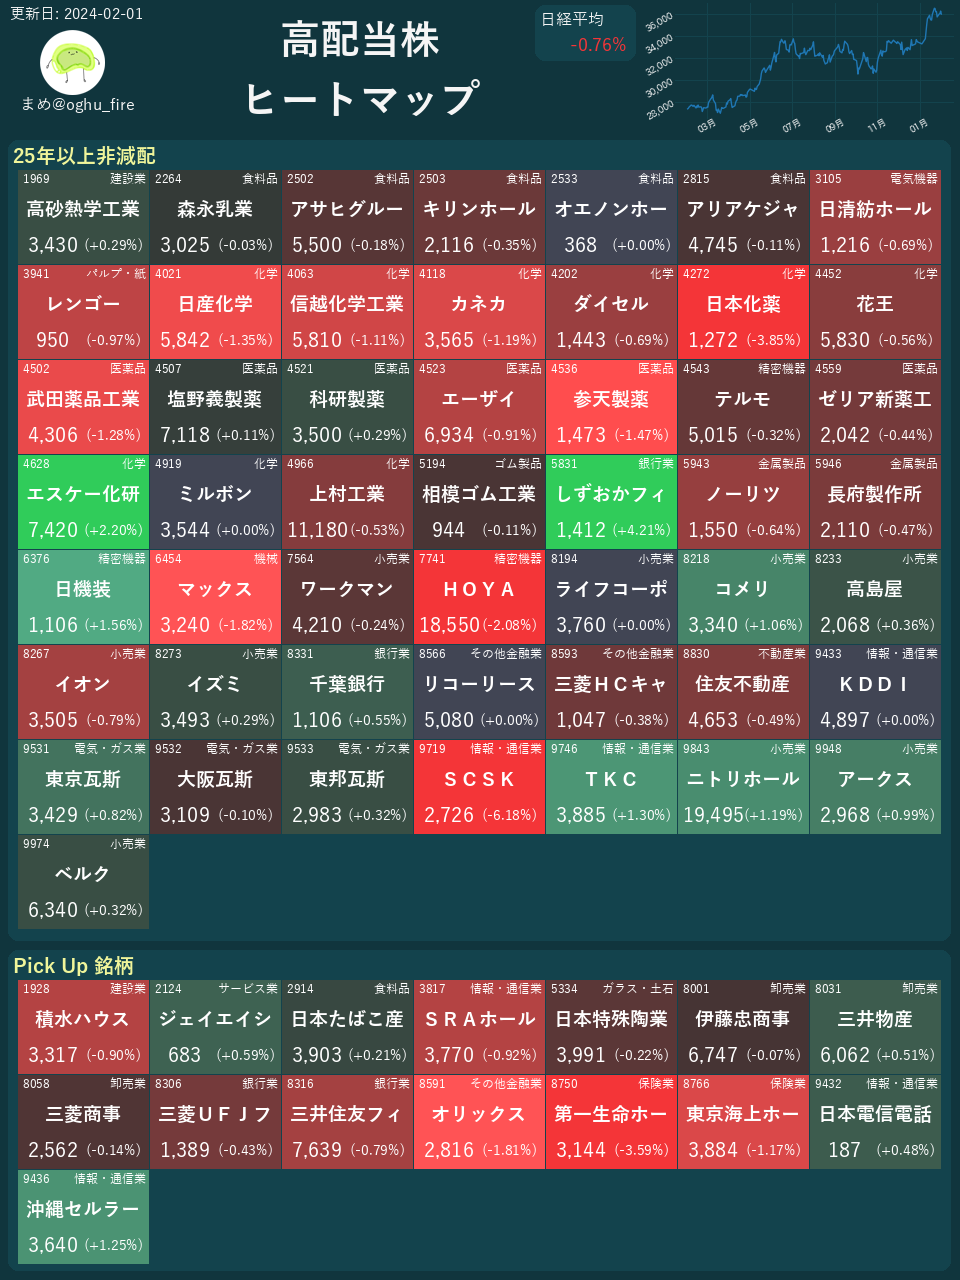 更新日: 2024-02-01
まめ@oghu_fire
高配当株
ヒートマップ
日経平均
-0.76%
36,000
34,000
32,000
30,000
28,000
03月 05月 07月 09月 11月 01月
25年以上非減配
1969 建設業 2264 食料品 2502 食料品 2503 食料品 2533 食料品 2815 食料品 3105 電気機器
高砂熱学工業 森永乳業 アサヒグルー キリンホール オエノンホー アリアケジャ 日清紡ホール
3,430 (+0.29%) 3,025 (-0.03%) 5,500 (-0.18%) 2,116 (-0.35%) 368 (+0.00%) 4,745 (-0.11%) 1,216 (-0.69%)
3941 パルプ・紙 4021 化学 4063 化学 4118 化学 4202 化学 4272 化学 4452 化学
レンゴー 日産化学 信越化学工業 カネカ ダイセル 日本化薬 花王
950 (-0.97%) 5,842 (-1.35%) 5,810 (-1.11%) 3,565 (-1.19%) 1,443 (-0.69%) 1,272 (-3.85%) 5,830 (-0.56%)
4502 医薬品 4507 医薬品 4521 医薬品 4523 医薬品 4536 医薬品 4543 精密機器 4559 医薬品
武田薬品工業 塩野義製薬 科研製薬 エーザイ 参天製薬 テルモ ゼリア新薬工
4,306 (-1.28%) 7,118 (+0.11%) 3,500 (+0.29%) 6,934 (-0.91%) 1,473 (-1.47%) 5,015 (-0.32%) 2,042 (-0.44%)
4628 化学 4919 化学 4966 化学 5194 ゴム製品 5831 銀行業 5943 金属製品 5946 金属製品
エスケー化研 ミルボン 上村工業 相模ゴム工業 しずおかフィ ノーリツ 長府製作所
7,420 (+2.20%) 3,544 (+0.00%) 11,180 (-0.53%) 944 (-0.11%) 1,412 (+4.21%) 1,550 (-0.64%) 2,110 (-0.47%)
6376 精密機器 6454 機械 7564 小売業 7741 精密機器 8194 小売業 8218 小売業 8233 小売業
日機装 マックス ワークマン ＨＯＹＡ ライフコーポ コメリ 高島屋
1,106 (+1.56%) 3,240 (-1.82%) 4,210 (-0.24%) 18,550 (-2.08%) 3,760 (+0.00%) 3,340 (+1.06%) 2,068 (+0.36%)
8267 小売業 8273 小売業 8331 銀行業 8566 その他金融業 8593 その他金融業 8830 不動産業 9433 情報・通信業
イオン イズミ 千葉銀行 リコーリース 三菱ＨＣキャ 住友不動産 ＫＤＤＩ
3,505 (-0.79%) 3,493 (+0.29%) 1,106 (+0.55%) 5,080 (+0.00%) 1,047 (-0.38%) 4,653 (-0.49%) 4,897 (+0.00%)
9531 電気・ガス業 9532 電気・ガス業 9533 電気・ガス業 9719 情報・通信業 9746 情報・通信業 9843 小売業 9948 小売業
東京瓦斯 大阪瓦斯 東邦瓦斯 ＳＣＳＫ ＴＫＣ ニトリホール アークス
3,429 (+0.82%) 3,109 (-0.10%) 2,983 (+0.32%) 2,726 (-6.18%) 3,885 (+1.30%) 19,495 (+1.19%) 2,968 (+0.99%)
9974 小売業
ベルク
6,340 (+0.32%)
Pick Up 銘柄
1928 建設業 2124 サービス業 2914 食料品 3817 情報・通信業 5334 ガラス・土石 8001 卸売業 8031 卸売業
積水ハウス ジェイエイシ 日本たばこ産 ＳＲＡホール 日本特殊陶業 伊藤忠商事 三井物産
3,317 (-0.90%) 683 (+0.59%) 3,903 (+0.21%) 3,770 (-0.92%) 3,991 (-0.22%) 6,747 (-0.07%) 6,062 (+0.51%)
8058 卸売業 8306 銀行業 8316 銀行業 8591 その他金融業 8750 保険業 8766 保険業 9432 情報・通信業
三菱商事 三菱ＵＦＪフ 三井住友フィ オリックス 第一生命ホー 東京海上ホー 日本電信電話
2,562 (-0.14%) 1,389 (-0.43%) 7,639 (-0.79%) 2,816 (-1.81%) 3,144 (-3.59%) 3,884 (-1.17%) 187 (+0.48%)
9436 情報・通信業
沖縄セルラー
3,640 (+1.25%)